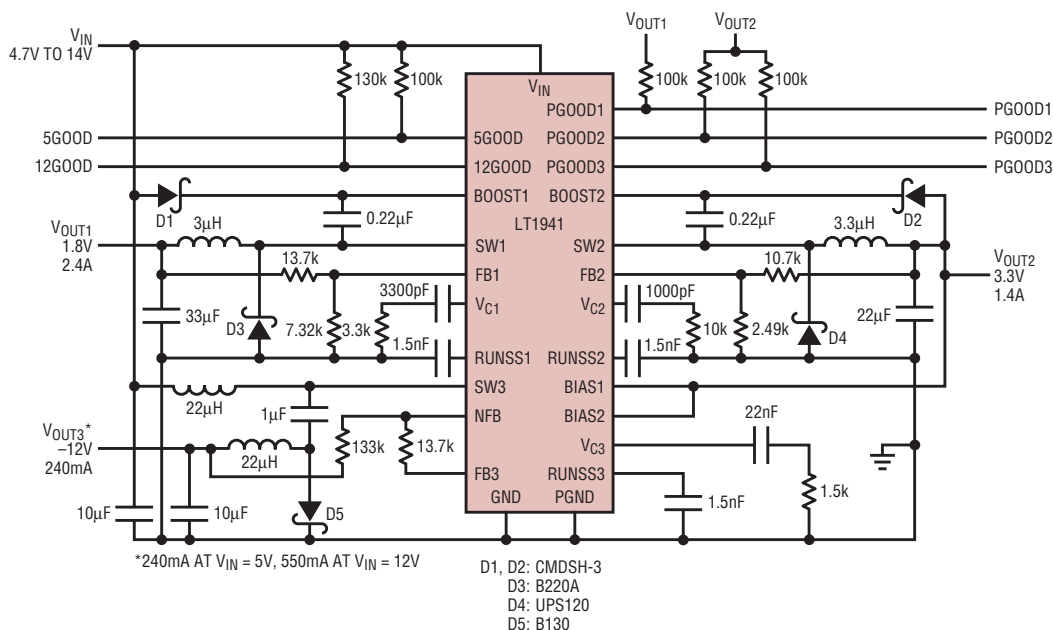 VIN
4.7V TO 14V
130k
100k
VOUT1
VOUT2
100k
100k
100k
VIN
PGOOD1
PGOOD1
5GOOD
5GOOD
PGOOD2
PGOOD2
12GOOD
12GOOD
PGOOD3
PGOOD3
D1
BOOST1
BOOST2
D2
0.22µF
LT1941
0.22µF
VOUT1
1.8V
2.4A
3µH
SW1
SW2
3.3µH
VOUT2
3.3V
1.4A
13.7k
FB1
FB2
10.7k
3300pF
VC1
VC2
1000pF
33µF
D3
7.32k
3.3k
1.5nF
1.5nF
10k
2.49k
D4
22µF
RUNSS1
RUNSS2
22µH
SW3
BIAS1
1µF
NFB
BIAS2
22nF
VOUT3*
–12V
240mA
22µH
133k
13.7k
VC3
FB3
RUNSS3
1.5nF
1.5k
10µF
10µF
D5
GND
PGND
*240mA AT VIN = 5V, 550mA AT VIN = 12V
D1, D2: CMDSH-3
D3: B220A
D4: UPS120
D5: B130